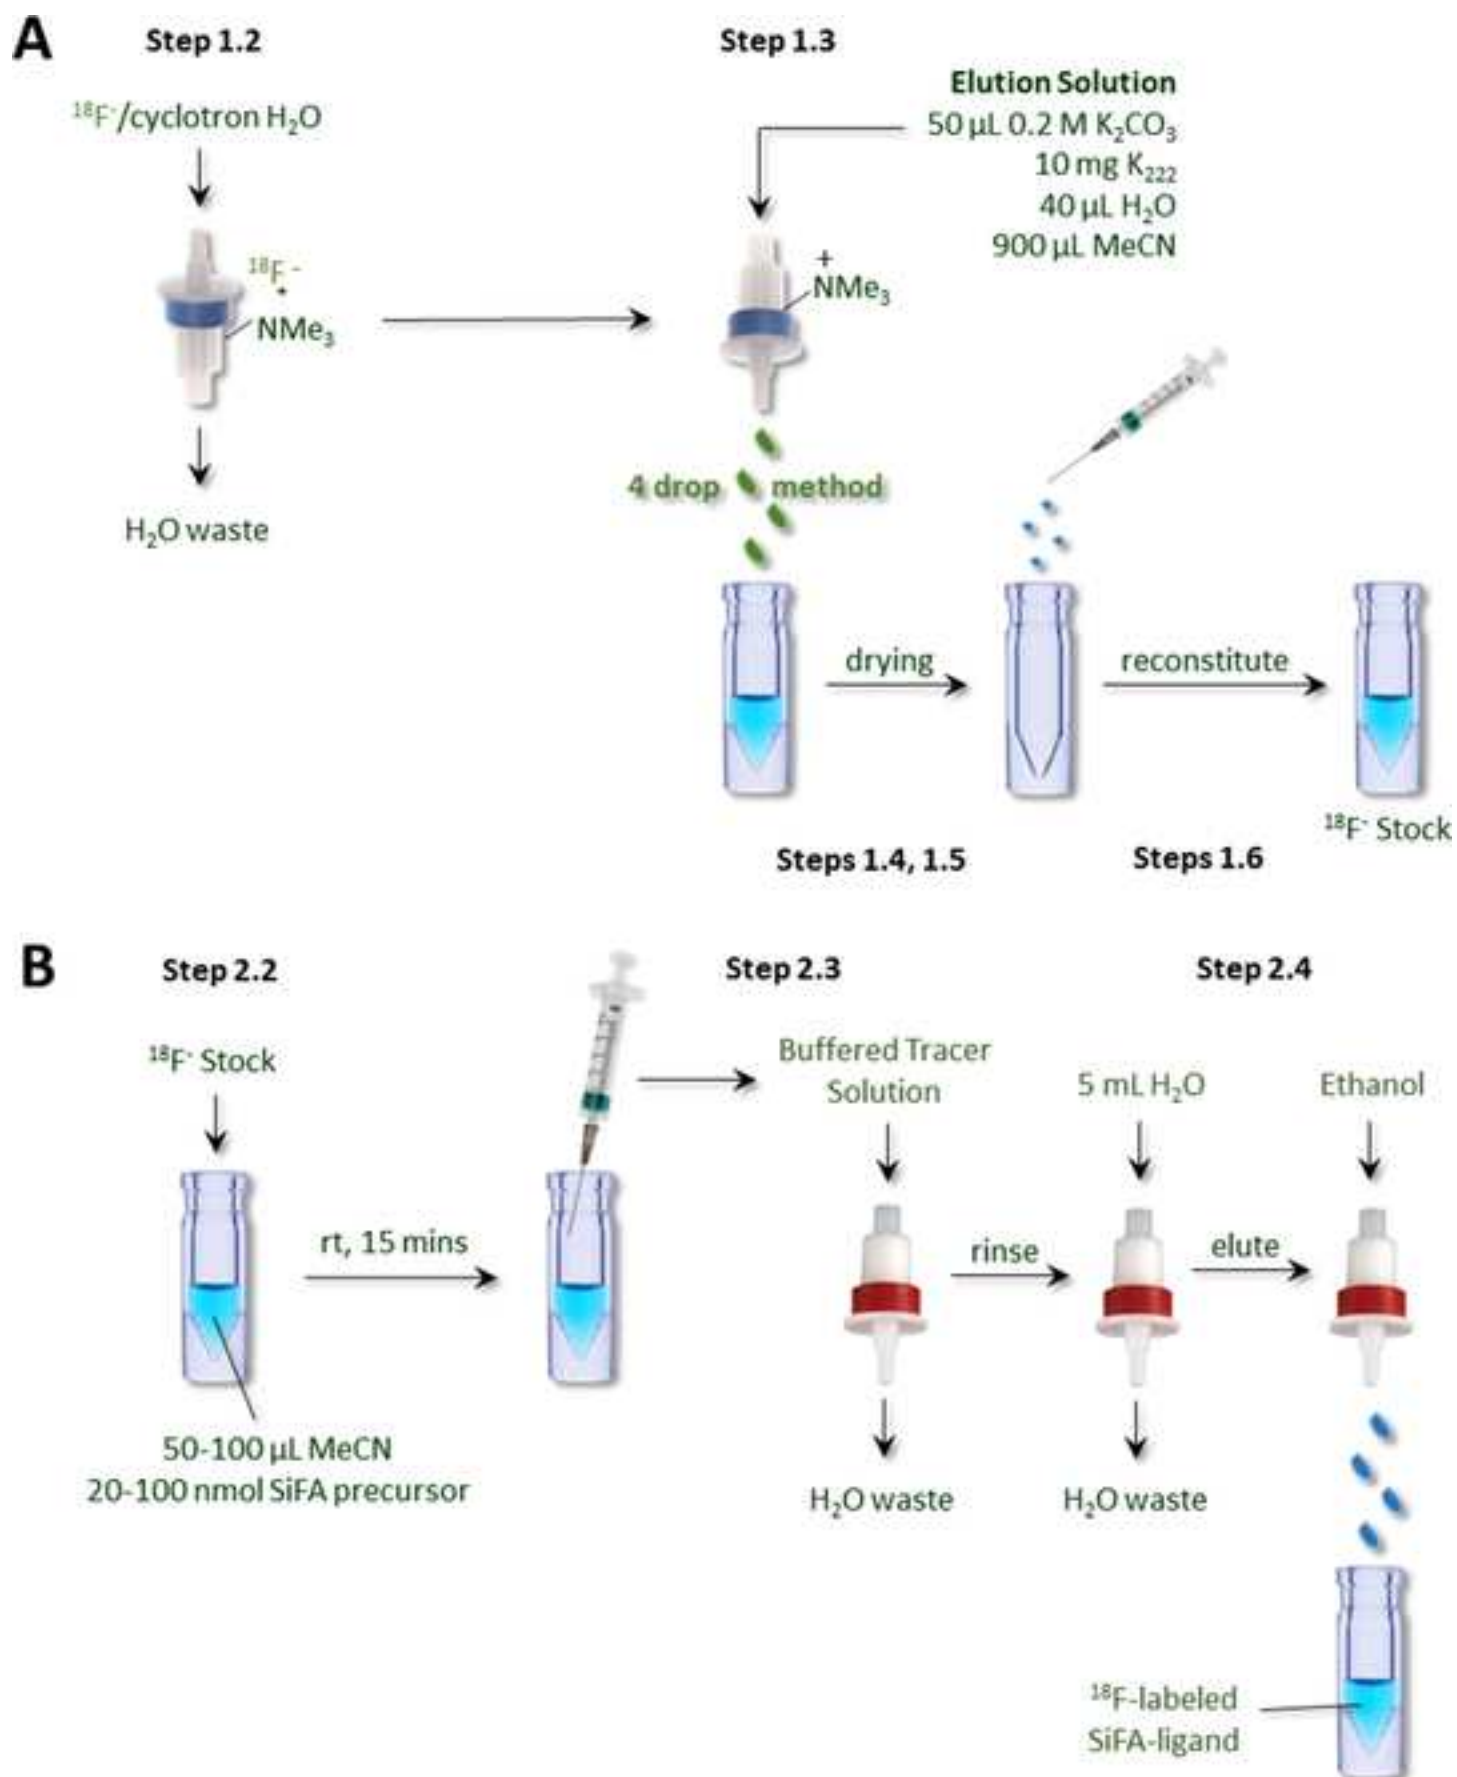 A
Step 1.2
Step 1.3
Elution Solution
¹⁸F⁻/cyclotron H₂O
50 µL 0.2 M K₂CO₃
10 mg K₂₂₂
40 µL H₂O
900 µL MeCN
¹⁸F⁻
+
NMe₃
+
NMe₃
4 drop method
H₂O waste
drying
reconstitute
¹⁸F⁻ Stock
Steps 1.4, 1.5
Steps 1.6
B
Step 2.2
Step 2.3
Step 2.4
¹⁸F⁻ Stock
Buffered Tracer
Solution
5 mL H₂O
Ethanol
rt, 15 mins
rinse
elute
50-100 µL MeCN
20-100 nmol SiFA precursor
H₂O waste
H₂O waste
¹⁸F-labeled
SiFA-ligand